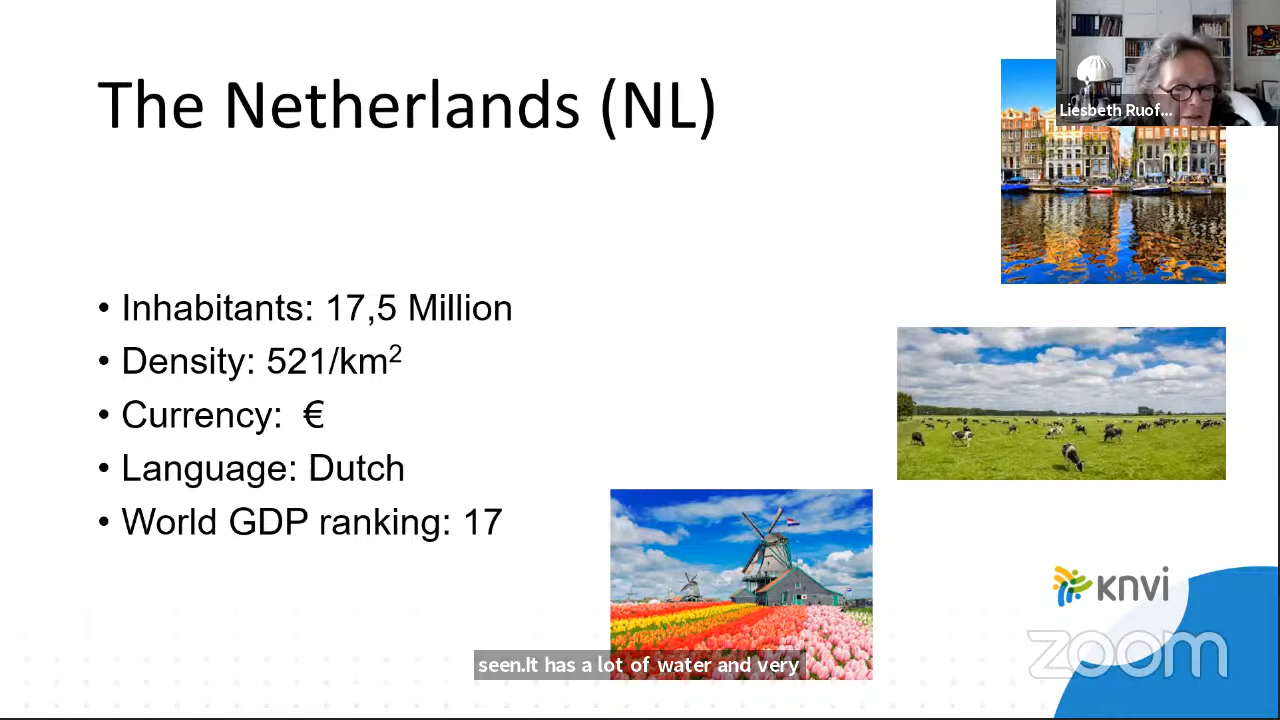 The Netherlands (NL)
Liesbeth Ruof...
• Inhabitants: 17,5 Million
• Density: 521/km²
• Currency: €
• Language: Dutch
• World GDP ranking: 17
knvi
zoom
seen.It has a lot of water and very